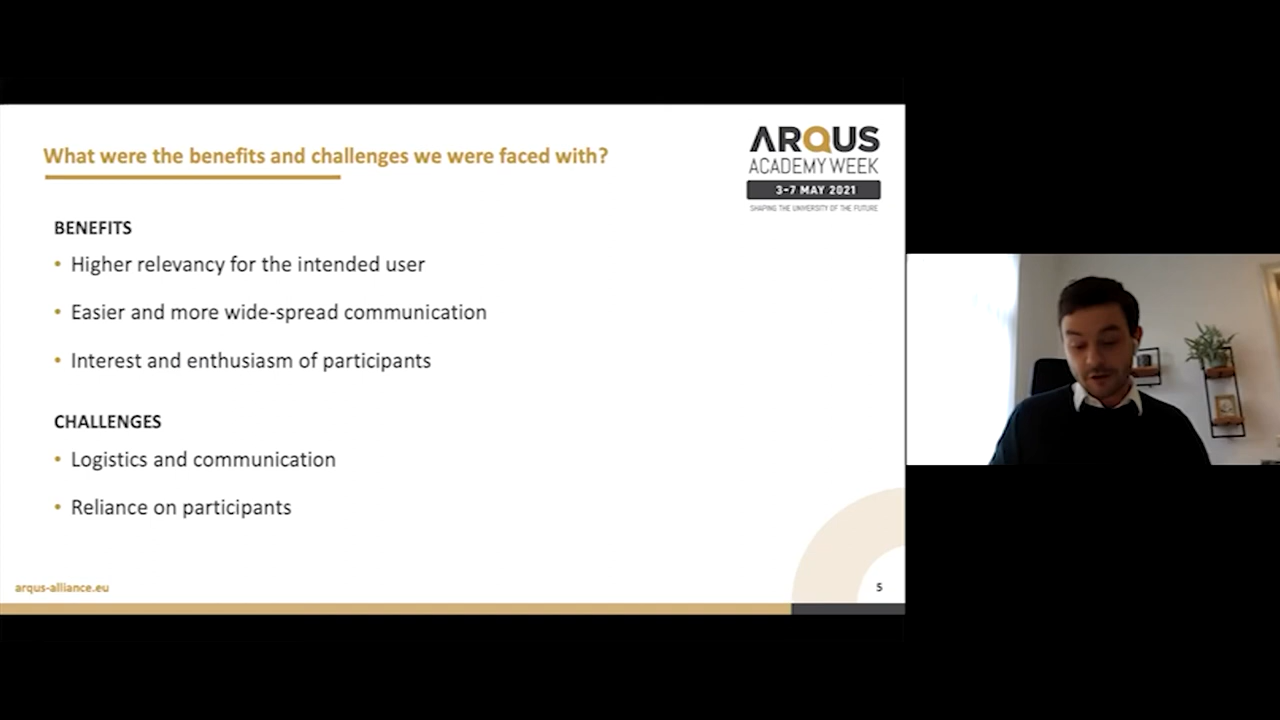 What were the benefits and challenges we were faced with?
ARQUS
ACADEMY WEEK
3-7 MAY 2021
SHAPING THE UNIVERSITY OF THE FUTURE
BENEFITS
• Higher relevancy for the intended user
• Easier and more wide-spread communication
• Interest and enthusiasm of participants
CHALLENGES
• Logistics and communication
• Reliance on participants
arqus-alliance.eu
5